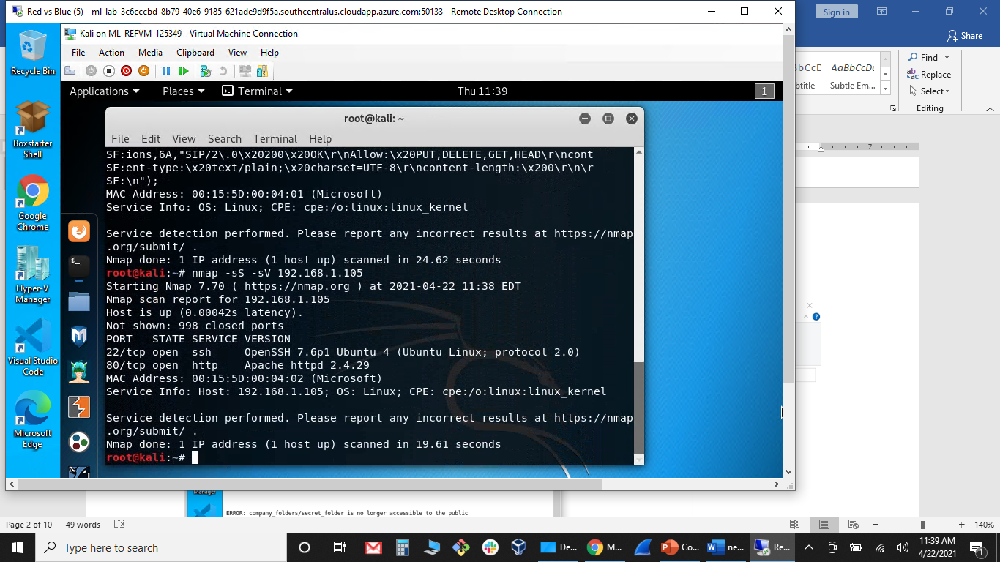 Red vs Blue (5) - ml-lab-3c6cccbd-8b79-40e6-9185-621ade9d9f5a.southcentralus.cloudapp.azure.com:50133 - Remote Desktop Connection
Sign in
Kali on ML-REFVM-125349 - Virtual Machine Connection
Share
File Action Media Clipboard View Help
Find
Replace
Select
Editing
AaBbCcDc
Subtle Em...
Recycle Bin
Boxstarter Shell
Google Chrome
Hyper-V Manager
Visual Studio Code
Microsoft Edge
Applications Places Terminal Thu 11:39 1
root@kali: ~
File Edit View Search Terminal Help
SF:ions,6A,"SIP/2\.0\x20200\x20OK\r\nAllow:\x20PUT,DELETE,GET,HEAD\r\ncont
SF:ent-type:\x20text/plain;\x20charset=UTF-8\r\ncontent-length:\x200\r\n\r
SF:\n");
MAC Address: 00:15:5D:00:04:01 (Microsoft)
Service Info: OS: Linux; CPE: cpe:/o:linux:linux_kernel
Service detection performed. Please report any incorrect results at https://nmap
.org/submit/ .
Nmap done: 1 IP address (1 host up) scanned in 24.62 seconds
root@kali:~# nmap -sS -sV 192.168.1.105
Starting Nmap 7.70 ( https://nmap.org ) at 2021-04-22 11:38 EDT
Nmap scan report for 192.168.1.105
Host is up (0.00042s latency).
Not shown: 998 closed ports
PORT   STATE SERVICE VERSION
22/tcp open  ssh     OpenSSH 7.6p1 Ubuntu 4 (Ubuntu Linux; protocol 2.0)
80/tcp open  http    Apache httpd 2.4.29
MAC Address: 00:15:5D:00:04:02 (Microsoft)
Service Info: Host: 192.168.1.105; OS: Linux; CPE: cpe:/o:linux:linux_kernel
Service detection performed. Please report any incorrect results at https://nmap
.org/submit/ .
Nmap done: 1 IP address (1 host up) scanned in 19.61 seconds
root@kali:~#
7
Manager
ERROR: company_folders/secret_folder is no longer accessible to the public
Page 2 of 10 49 words 140%
Type here to search
De... M... Co... ne... Re...
11:39 AM
4/22/2021
1